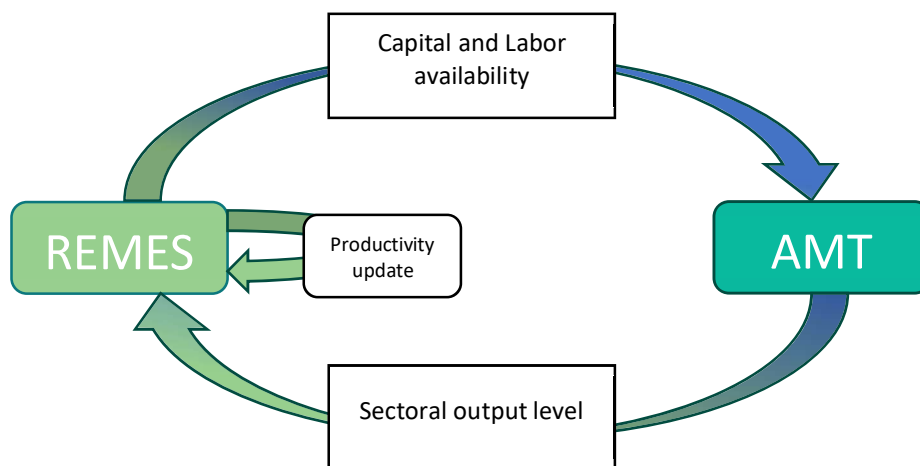 Capital and Labor
availability
REMES
Productivity
update
AMT
Sectoral output level